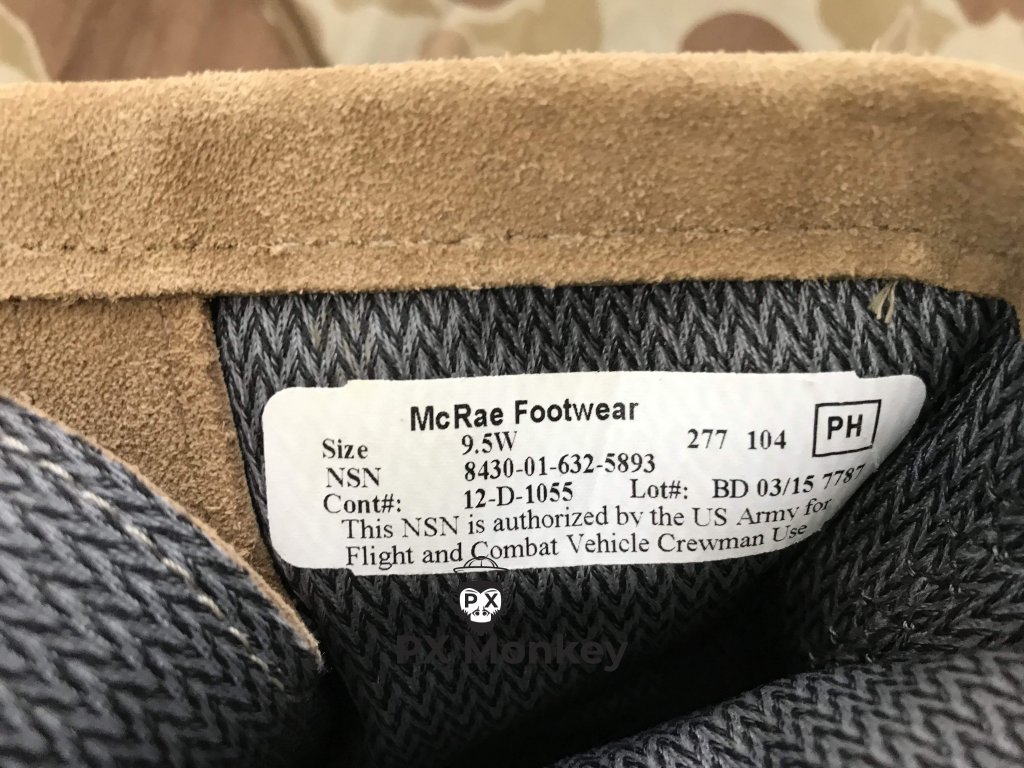 McRae Footwear
Size 9.5W 277 104 PH
NSN 8430-01-632-5893
Cont#: 12-D-1055 Lot#: BD 03/15 7787
This NSN is authorized by the US Army for
Flight and Combat Vehicle Crewman Use
PX
PX Monkey